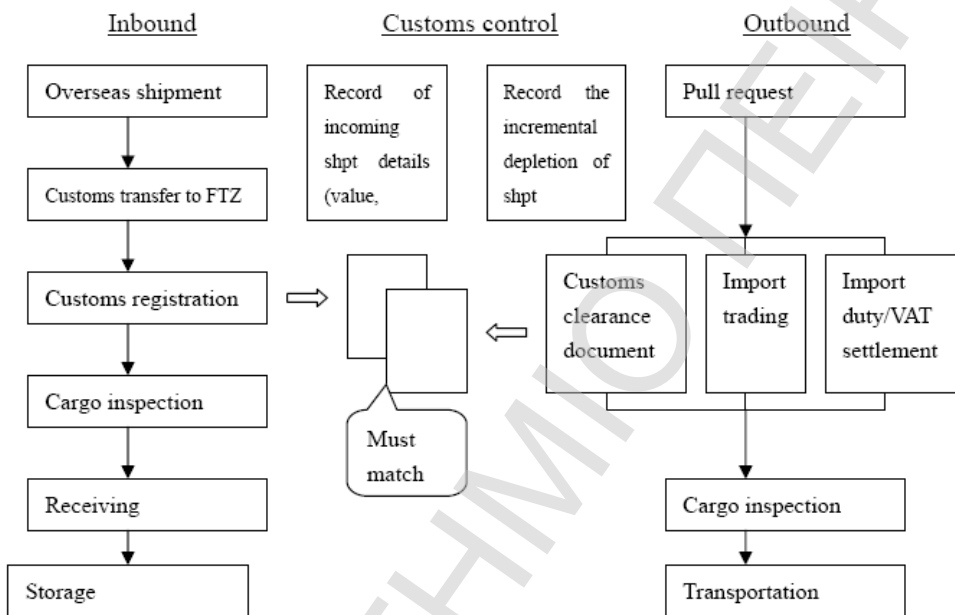 Inbound
Customs control
Outbound
Overseas shipment
Customs transfer to FTZ
Customs registration
Cargo inspection
Receiving
Storage
Record of
incoming
shpt details
(value,
Record the
incremental
depletion of
shpt
Must
match
Pull request
Customs
clearance
document
Import
trading
Import
duty/VAT
settlement
Cargo inspection
Transportation
ΤΗΜΙΟ ΠΕΙΡ